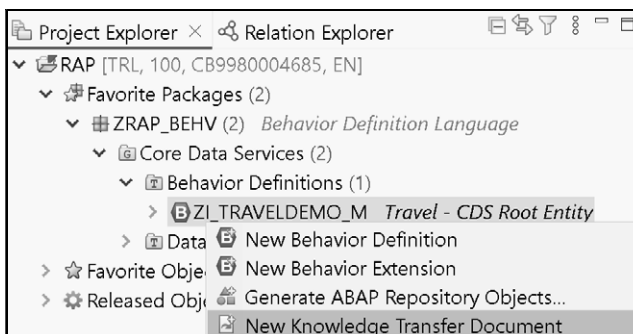 Project Explorer × Relation Explorer
RAP [TRL, 100, CB9980004685, EN]
Favorite Packages (2)
ZRAP_BEHV (2) Behavior Definition Language
Core Data Services (2)
Behavior Definitions (1)
ZI_TRAVELDEMO_M Travel - CDS Root Entity
Data
New Behavior Definition
Favorite Obje
New Behavior Extension
Released Obj
Generate ABAP Repository Objects...
New Knowledge Transfer Document